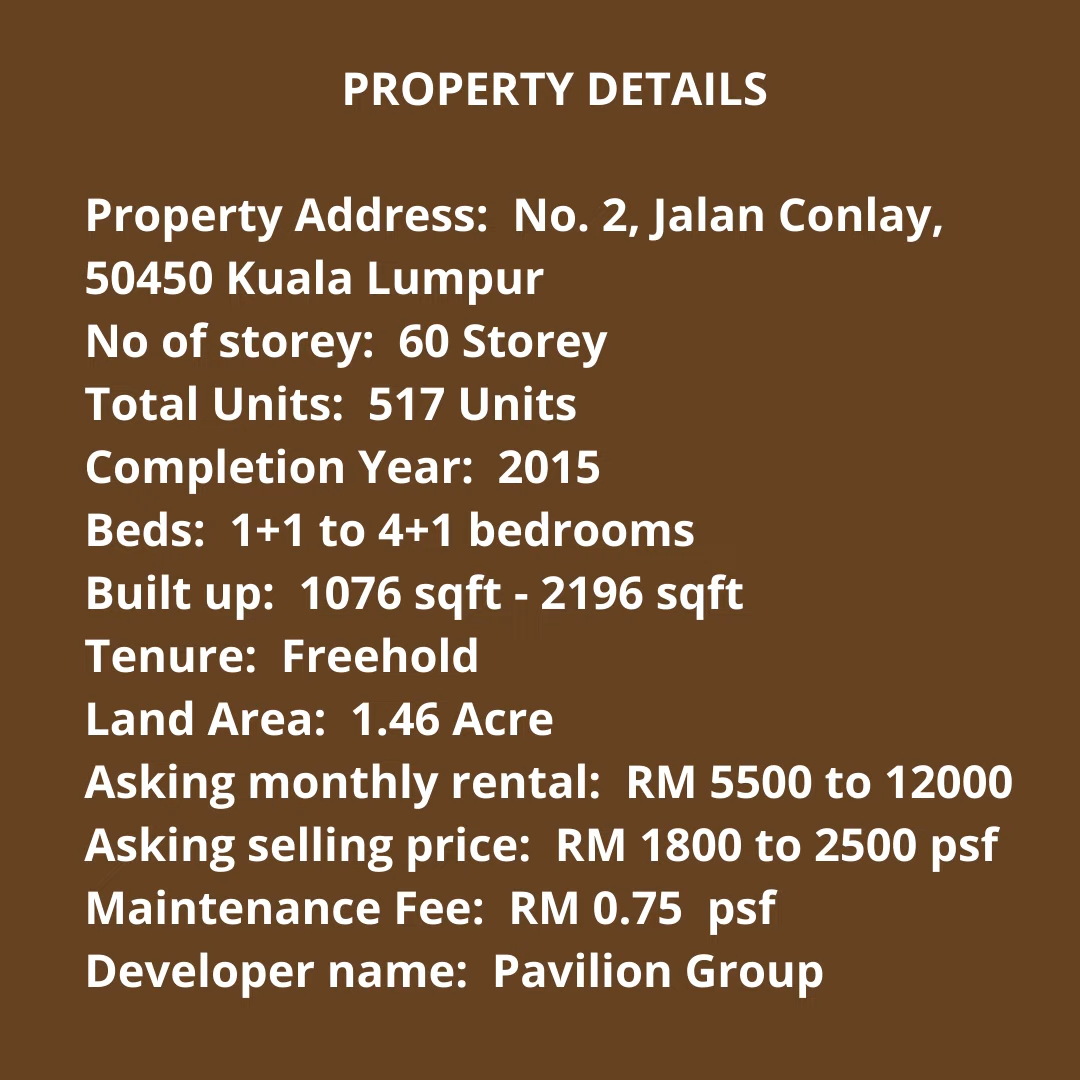 PROPERTY DETAILS
Property Address:  No. 2, Jalan Conlay,
50450 Kuala Lumpur
No of storey:  60 Storey
Total Units:  517 Units
Completion Year:  2015
Beds:  1+1 to 4+1 bedrooms
Built up:  1076 sqft - 2196 sqft
Tenure:  Freehold
Land Area:  1.46 Acre
Asking monthly rental:  RM 5500 to 12000
Asking selling price:  RM 1800 to 2500 psf
Maintenance Fee:  RM 0.75  psf
Developer name:  Pavilion Group